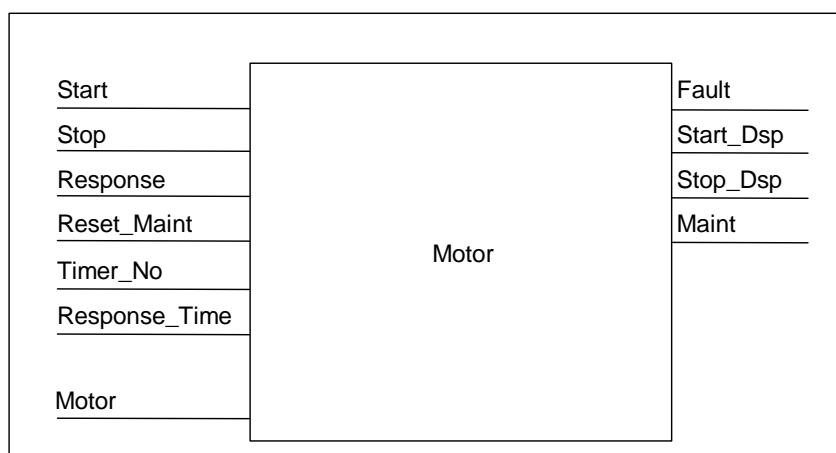 Start
Stop
Response
Reset_Maint
Timer_No
Response_Time
Motor
Motor
Fault
Start_Dsp
Stop_Dsp
Maint